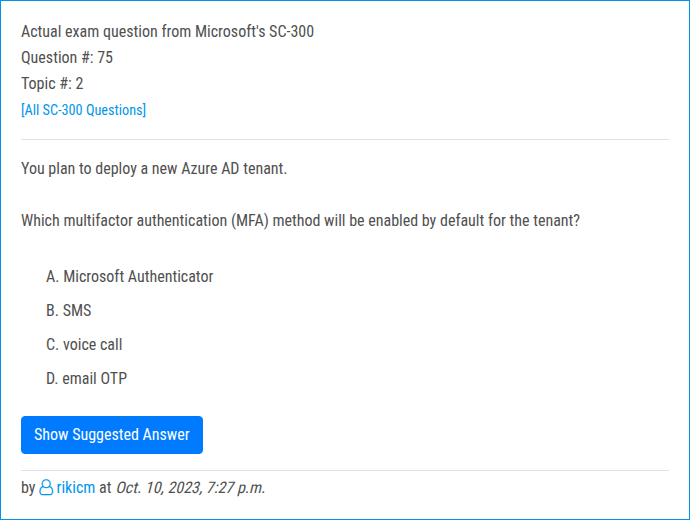 Actual exam question from Microsoft's SC-300
Question #: 75
Topic #: 2
[All SC-300 Questions]
You plan to deploy a new Azure AD tenant.
Which multifactor authentication (MFA) method will be enabled by default for the tenant?
A. Microsoft Authenticator
B. SMS
C. voice call
D. email OTP
Show Suggested Answer
by rikicm at Oct. 10, 2023, 7:27 p.m.